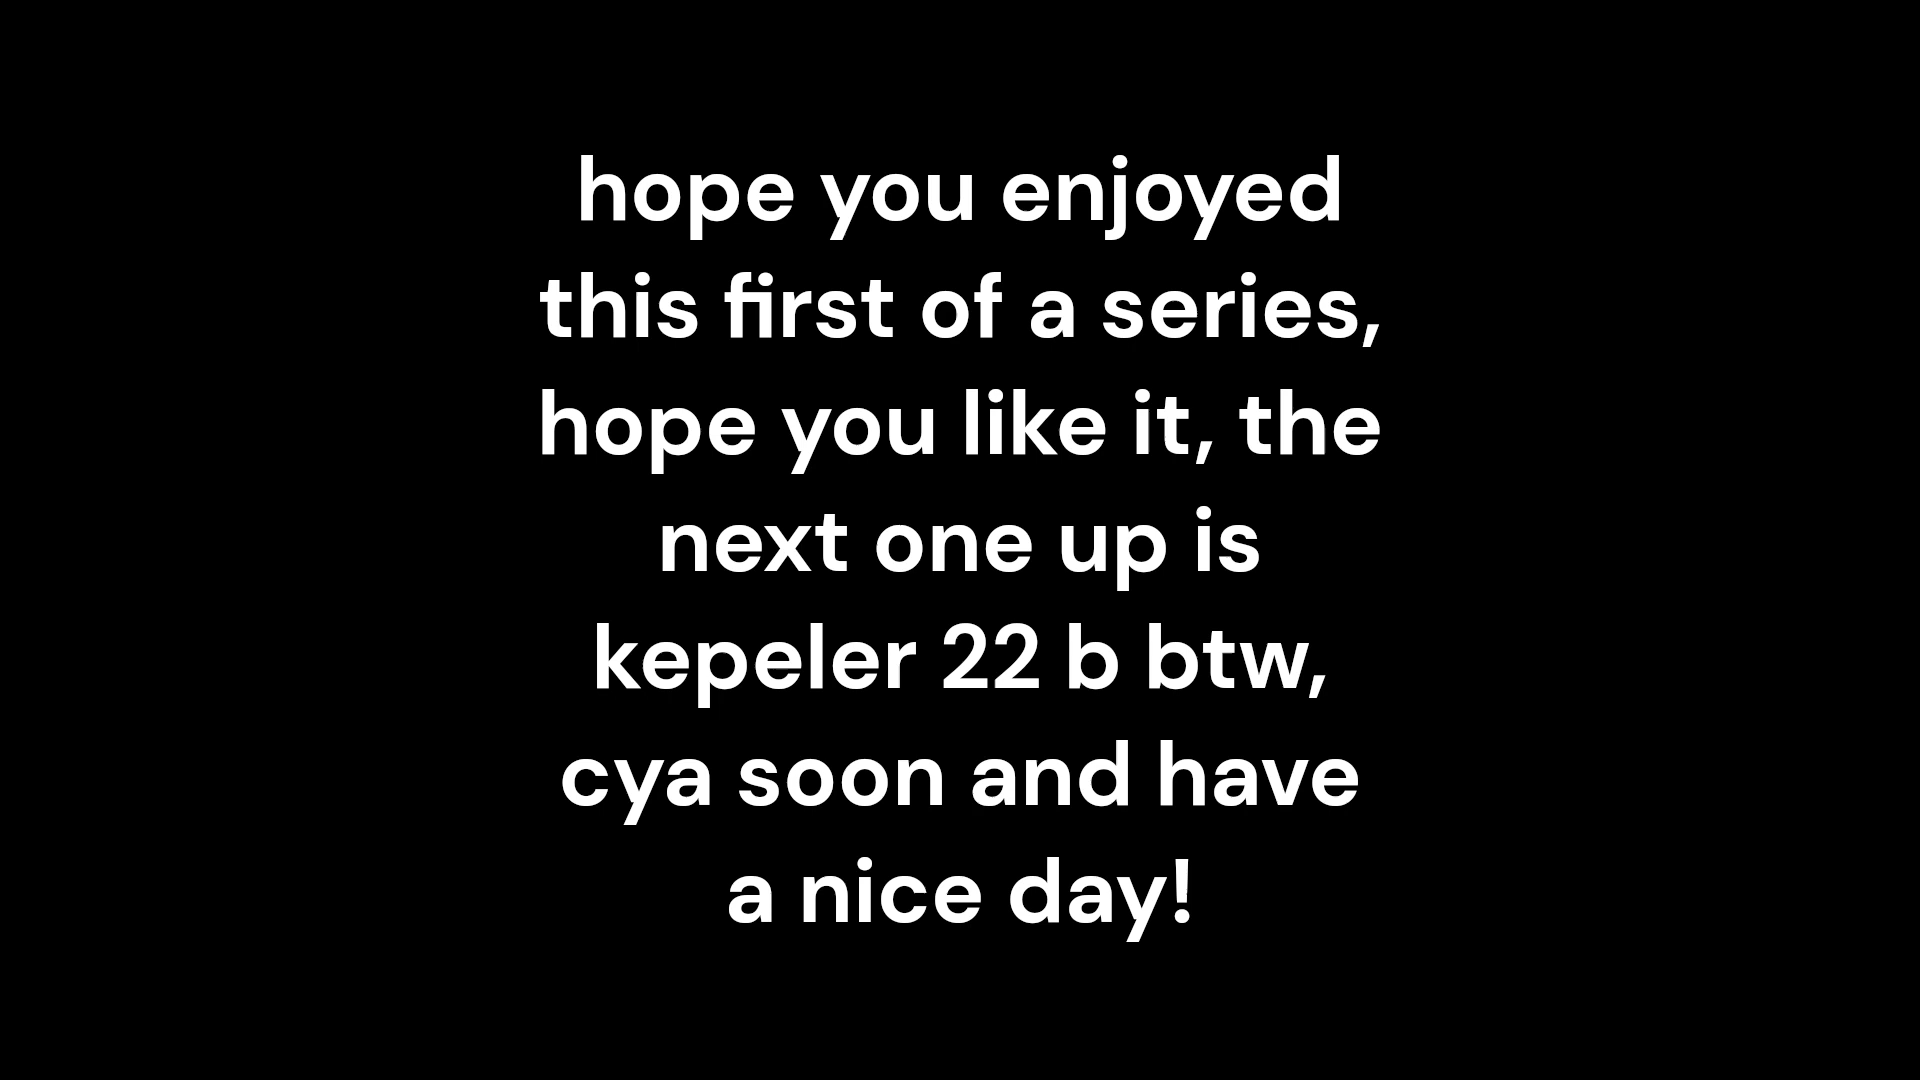 hope you enjoyed
this first of a series,
hope you like it, the
next one up is
kepeler 22 b btw,
cya soon and have
a nice day!